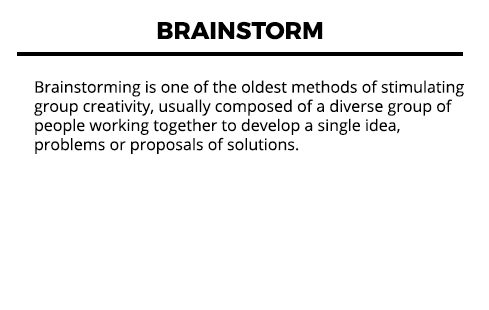 BRAINSTORM
Brainstorming is one of the oldest methods of stimulating
group creativity, usually composed of a diverse group of
people working together to develop a single idea,
problems or proposals of solutions.